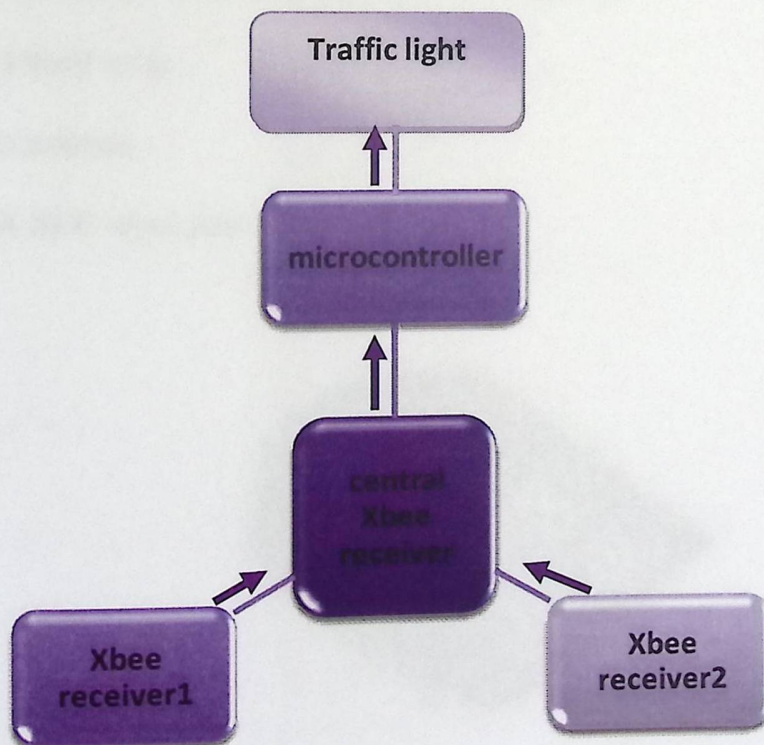 Traffic light
microcontroller
central
Xbee
receiver
Xbee
receiver1
Xbee
receiver2